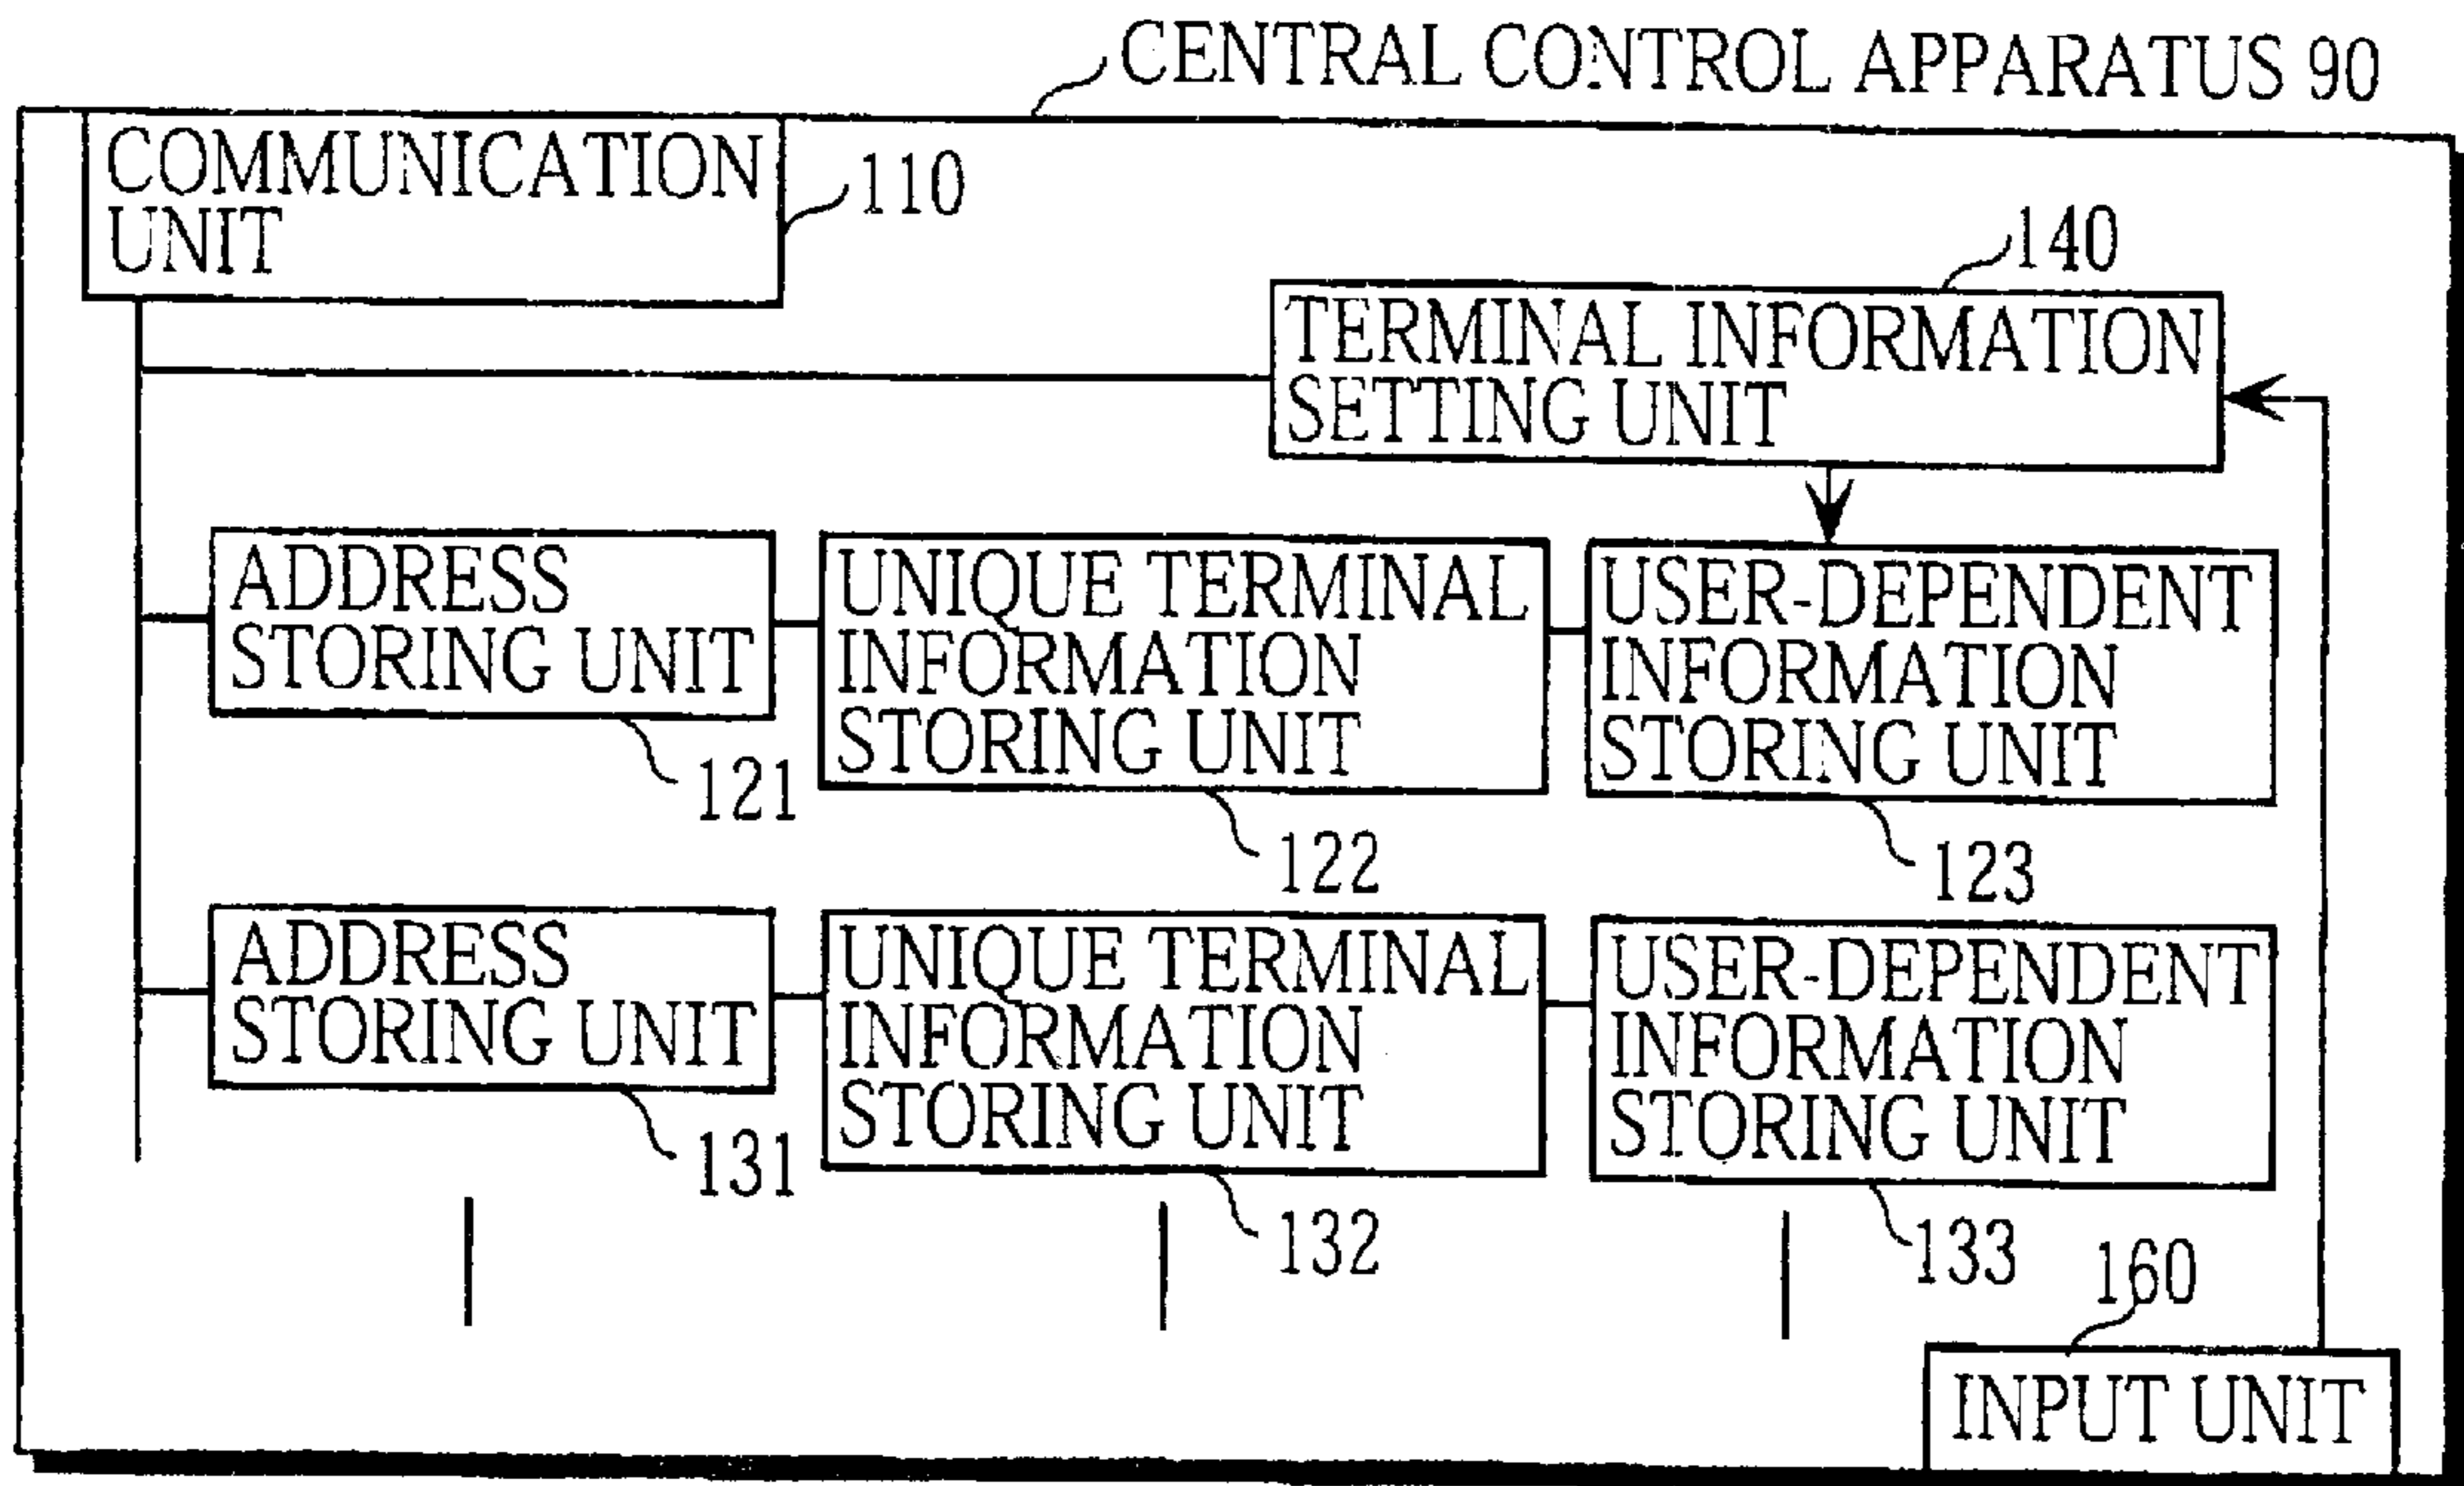 CENTRAL CONTROL APPARATUS 90
COMMUNICATION
UNIT
110
140
TERMINAL INFORMATION
SETTING UNIT
ADDRESS
STORING UNIT
121
UNIQUE TERMINAL
INFORMATION
STORING UNIT
122
USER-DEPENDENT
INFORMATION
STORING UNIT
123
ADDRESS
STORING UNIT
131
UNIQUE TERMINAL
INFORMATION
STORING UNIT
132
USER-DEPENDENT
INFORMATION
STORING UNIT
133
160
INPUT UNIT